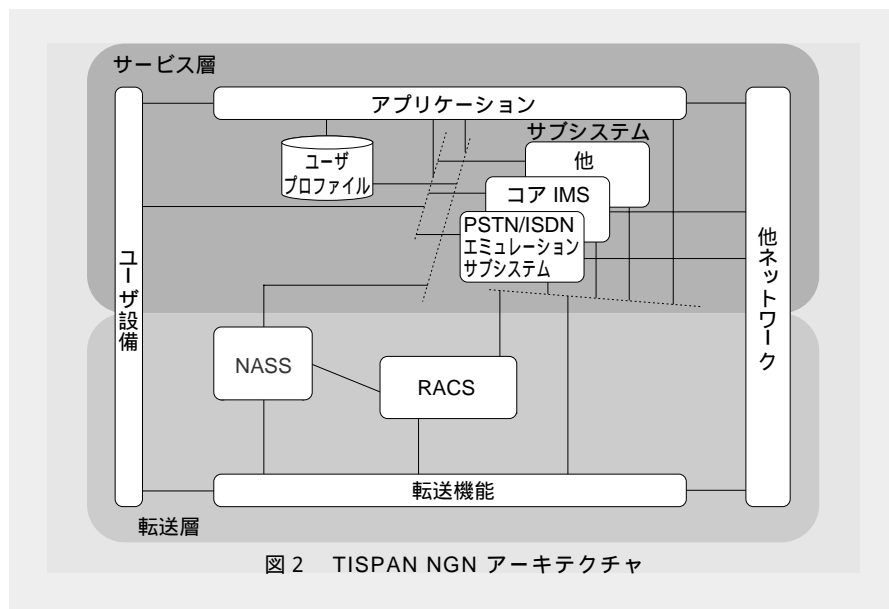 サービス層
アプリケーション
サブシステム
ユーザ
プロファイル
他
コア IMS
PSTN/ISDN
エミュレーション
サブシステム
ユーザ設備
他ネットワーク
NASS
RACS
転送機能
転送層
図 2 TISPAN NGN アーキテクチャ